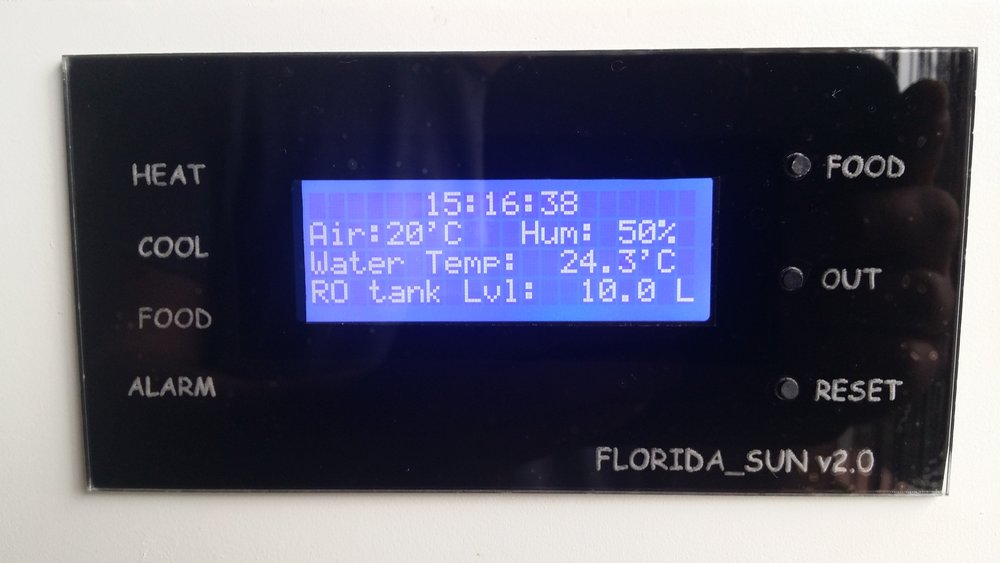 HEAT
COOL
FOOD
ALARM
15:16:38
Air:20'C Hum: 50%
Water Temp: 24.3'C
RO tank Lvl: 10.0 L
FOOD
OUT
RESET
FLORIDA_SUN v2.0